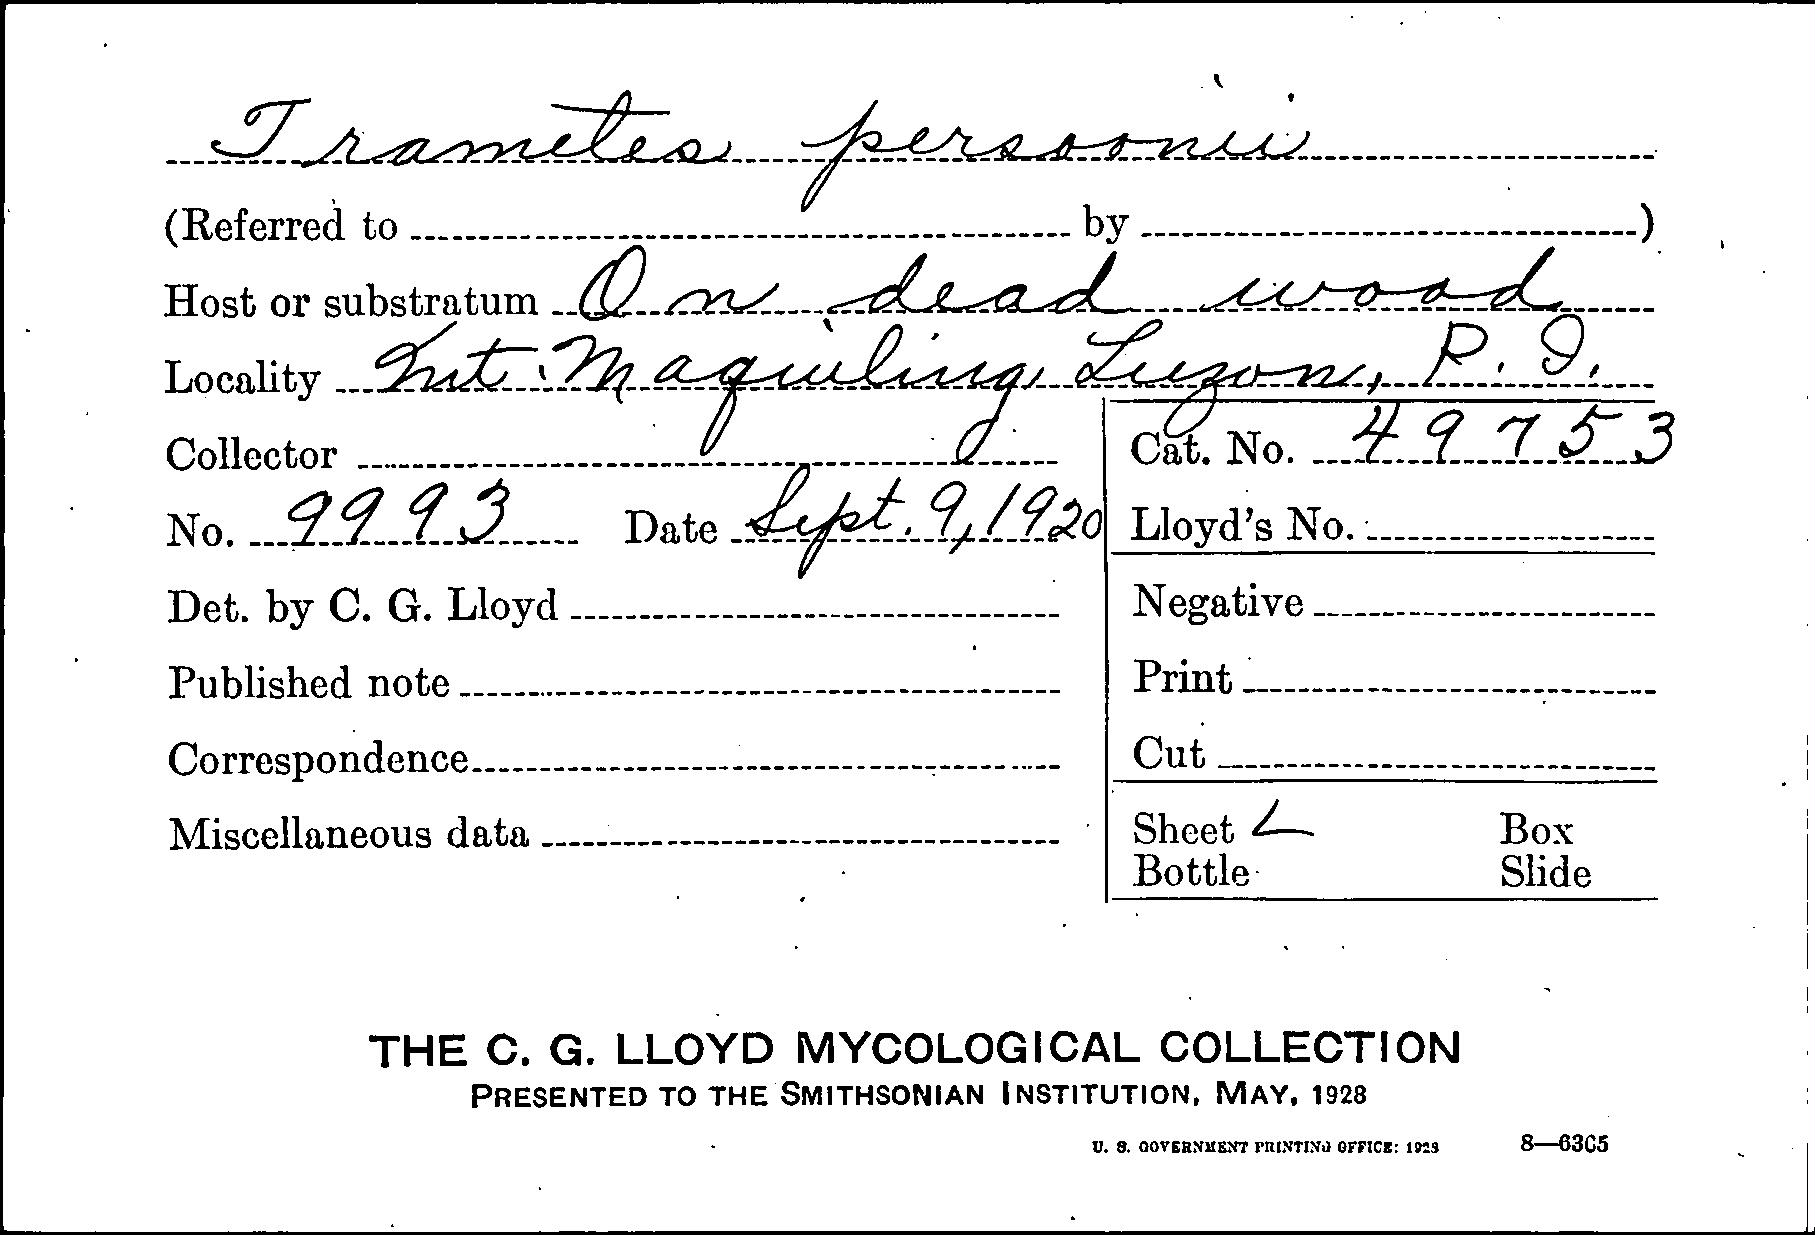 Trametes persoonii
(Referred to by )
Host or substratum On dead wood
Locality Mt. Maquiling, Luzon, P. I.
Collector
Cat. No. 49753
No. 9993 Date Sept. 9, 1920
Lloyd's No.
Det. by C. G. Lloyd
Negative
Published note
Print
Correspondence
Cut
Miscellaneous data
Sheet Box
Bottle Slide
THE C. G. LLOYD MYCOLOGICAL COLLECTION
PRESENTED TO THE SMITHSONIAN INSTITUTION, MAY, 1928
U. S. GOVERNMENT PRINTING OFFICE: 1928 8—6305